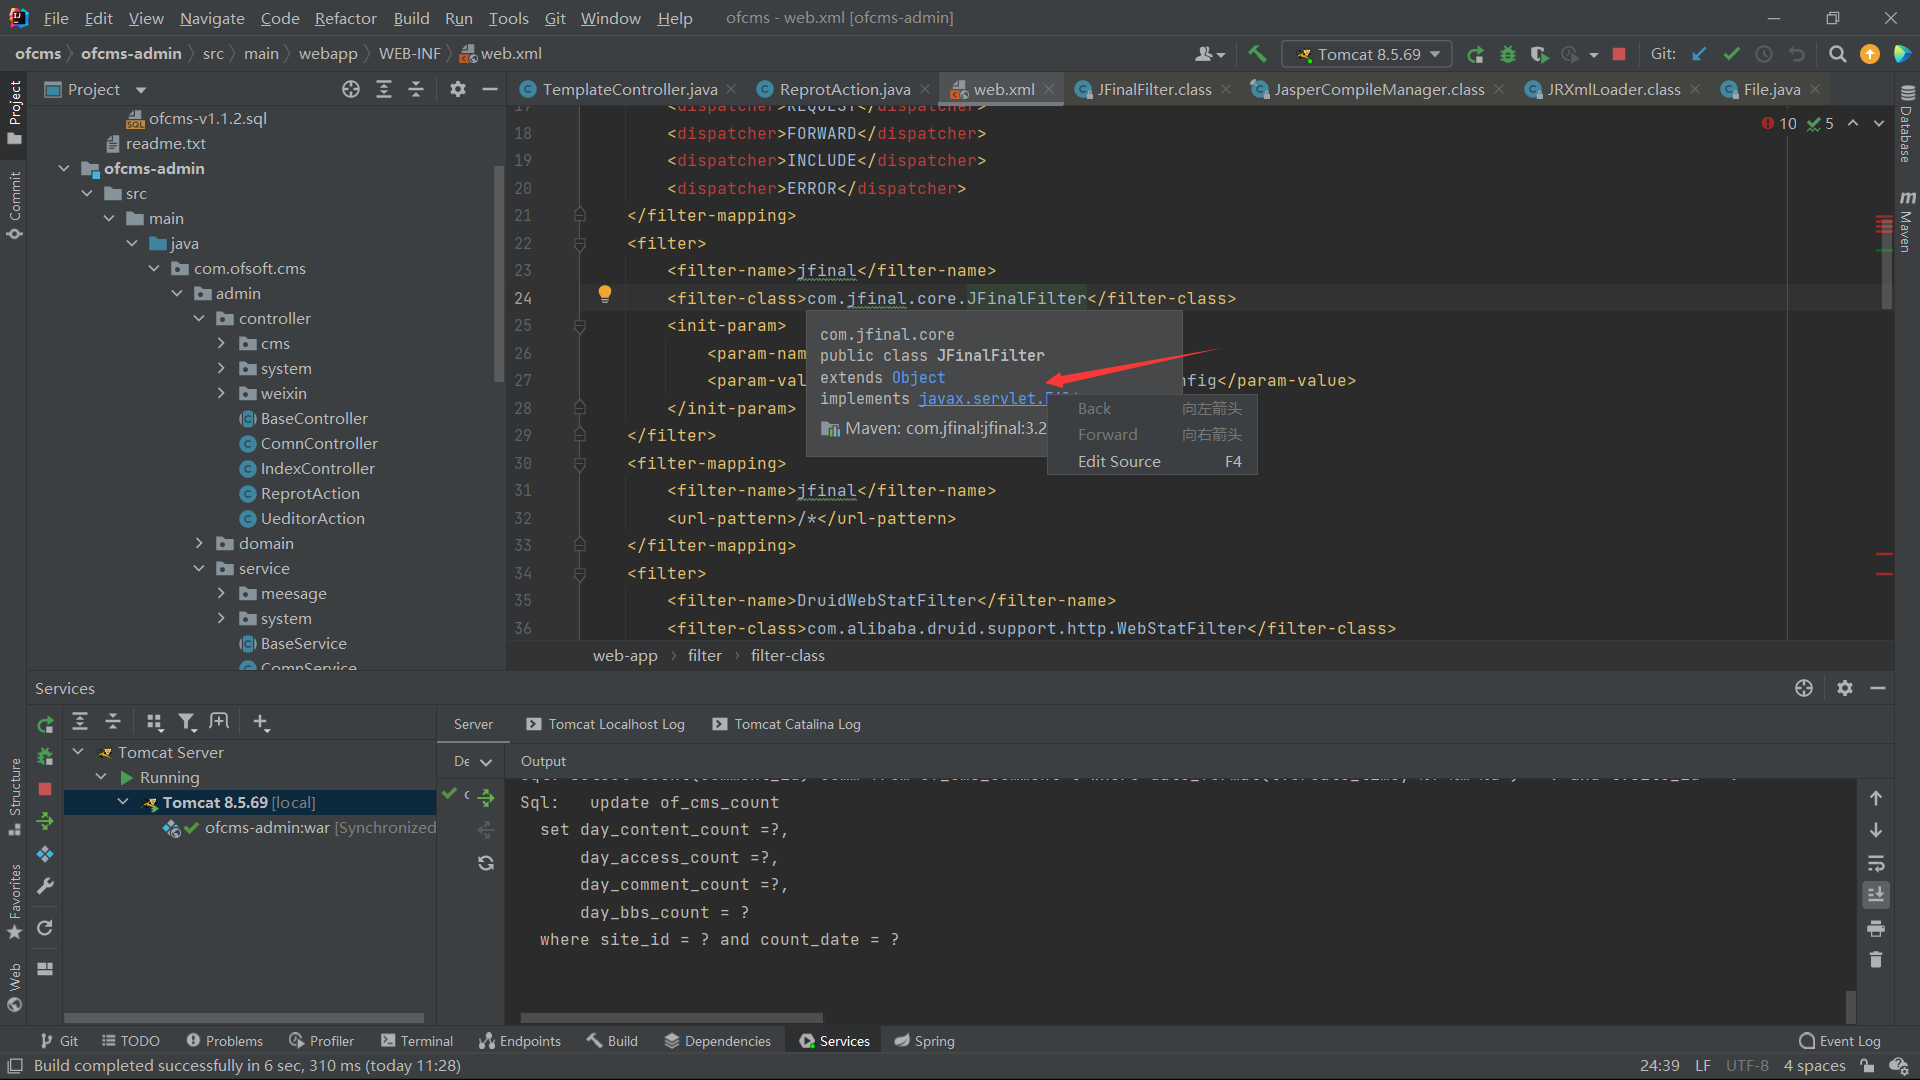 File Edit View Navigate Code Refactor Build Run Tools Git Window Help ofcms - web.xml [ofcms-admin]
ofcms ofcms-admin src main webapp WEB-INF web.xml Tomcat 8.5.69 Git:
Project
TemplateController.java ReprotAction.java web.xml JFinalFilter.class JasperCompileManager.class JRXmlLoader.class File.java
ofcms-v1.1.2.sql
readme.txt
ofcms-admin
src
main
java
com.ofsoft.cms
admin
controller
cms
system
weixin
BaseController
ComnController
IndexController
ReprotAction
UeditorAction
domain
service
meesage
system
BaseService
ComnService
10 5
17 <dispatcher>REQUEST</dispatcher>
18 <dispatcher>FORWARD</dispatcher>
19 <dispatcher>INCLUDE</dispatcher>
20 <dispatcher>ERROR</dispatcher>
21 </filter-mapping>
22 <filter>
23 <filter-name>jfinal</filter-name>
24 <filter-class>com.jfinal.core.JFinalFilter</filter-class>
25 <init-param>
26 <param-nam
27 <param-val nfig</param-value>
28 </init-param>
29 </filter>
30 <filter-mapping>
31 <filter-name>jfinal</filter-name>
32 <url-pattern>/*</url-pattern>
33 </filter-mapping>
34 <filter>
35 <filter-name>DruidWebStatFilter</filter-name>
36 <filter-class>com.alibaba.druid.support.http.WebStatFilter</filter-class>
com.jfinal.core
public class JFinalFilter
extends Object
implements javax.servlet.
Maven: com.jfinal:jfinal:3.2
Back 向左箭头
Forward 向右箭头
Edit Source F4
web-app filter filter-class
Project
Commit
Structure
Favorites
Web
Database
Maven
Services
Server Tomcat Localhost Log Tomcat Catalina Log
De Output
Tomcat Server
Running
Tomcat 8.5.69 [local]
ofcms-admin:war [Synchronized
Sql: update of_cms_count
set day_content_count =?,
day_access_count =?,
day_comment_count =?,
day_bbs_count = ?
where site_id = ? and count_date = ?
Git TODO Problems Profiler Terminal Endpoints Build Dependencies Services Spring Event Log
Build completed successfully in 6 sec, 310 ms (today 11:28) 24:39 LF UTF-8 4 spaces